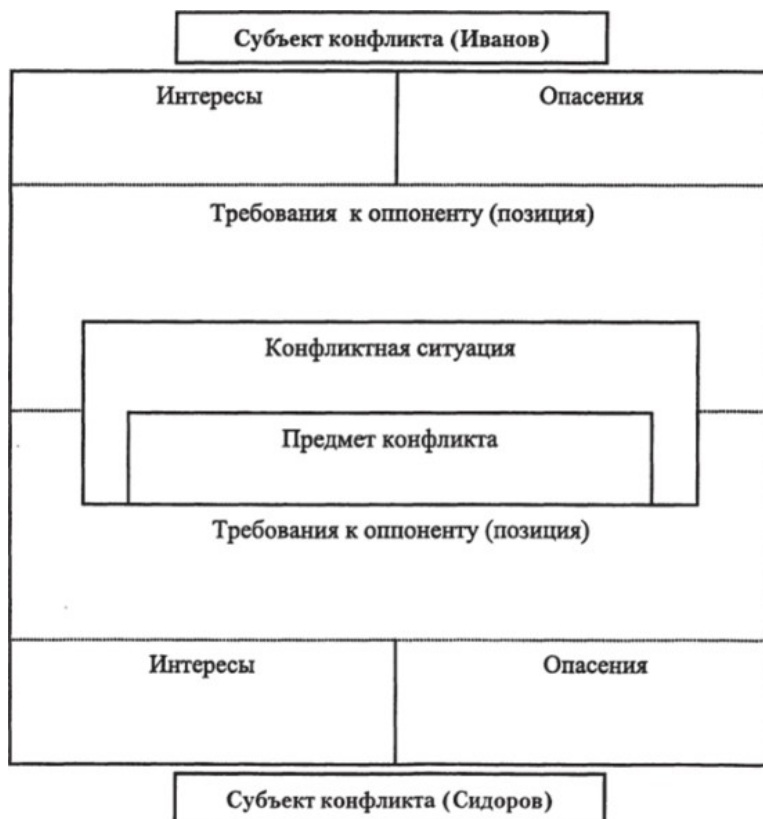 Субъект конфликта (Иванов)
Интересы
Опасения
Требования к оппоненту (позиция)
Конфликтная ситуация
Предмет конфликта
Требования к оппоненту (позиция)
Интересы
Опасения
Субъект конфликта (Сидоров)